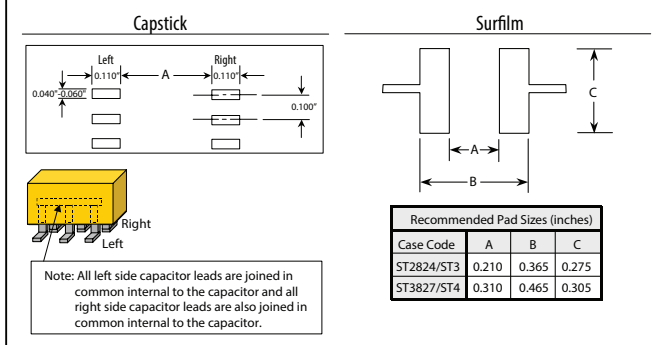 Capstick
Left
Right
0.110"
A
0.110"
0.040"-0.060"
0.100"
Right
Left
Note: All left side capacitor leads are joined in
common internal to the capacitor and all
right side capacitor leads are also joined in
common internal to the capacitor.
Surfilm
C
A
B
Recommended Pad Sizes (inches)
Case Code A B C
ST2824/ST3 0.210 0.365 0.275
ST3827/ST4 0.310 0.465 0.305